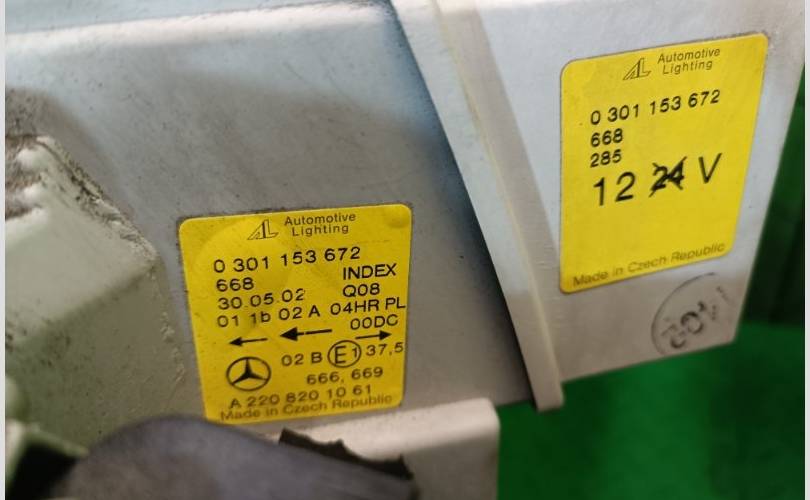 Automotive
Lighting
0 301 153 672
668
INDEX
30.05.02
Q08
01 1b 02 A 04HR PL
00DC
02 B E1 37,5
666, 669
A 220 820 10 61
Made in Czech Republic
Automotive
Lighting
0 301 153 672
668
285
12 24 V
Made in Czech Republic